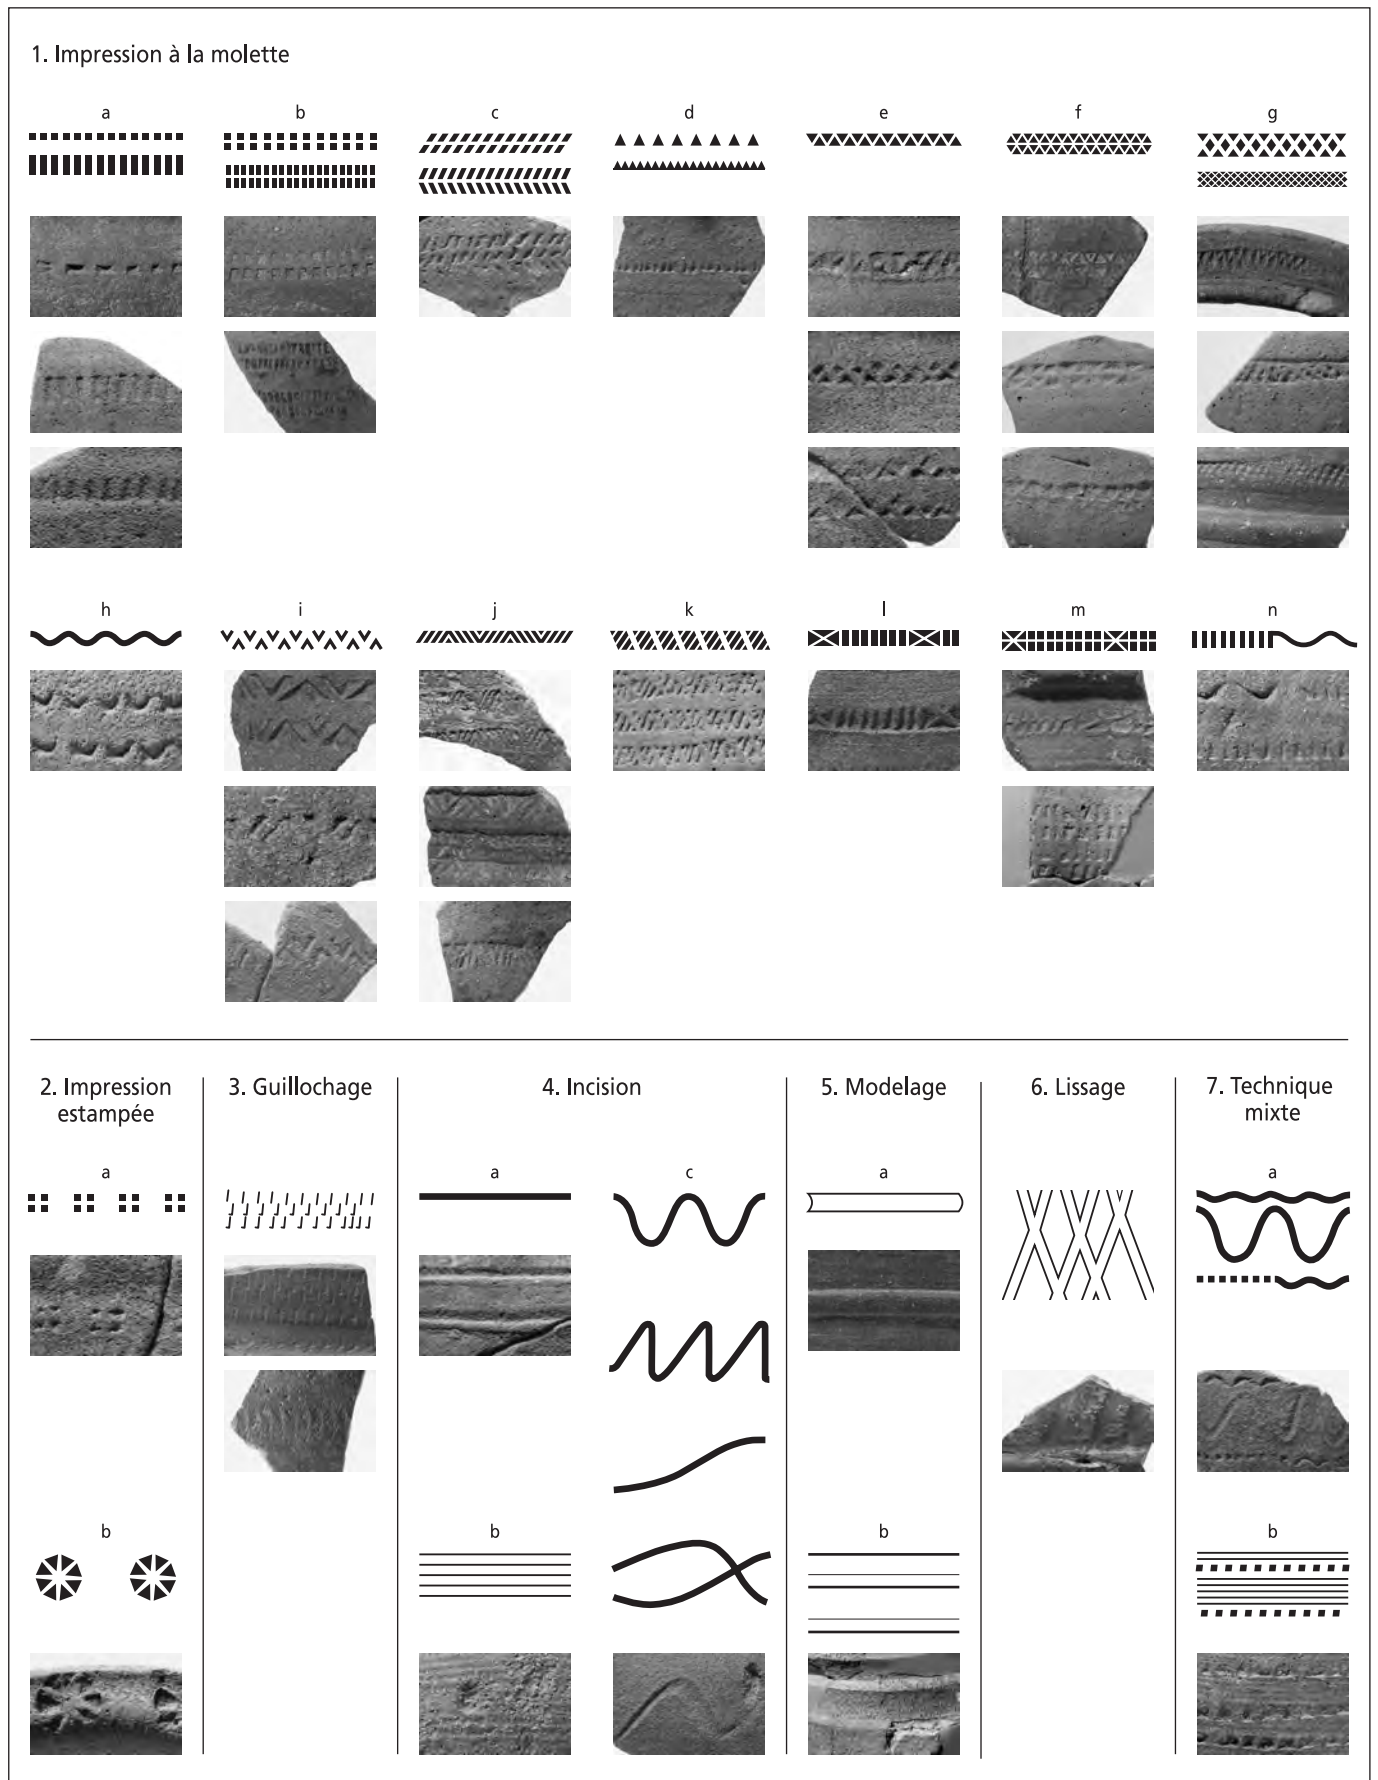 1. Impression à la molette
a b c d e f g
h i j k l m n
2. Impression
estampée
3. Guillochage
4. Incision
5. Modelage
6. Lissage
7. Technique
mixte
a a c a a
b b b b